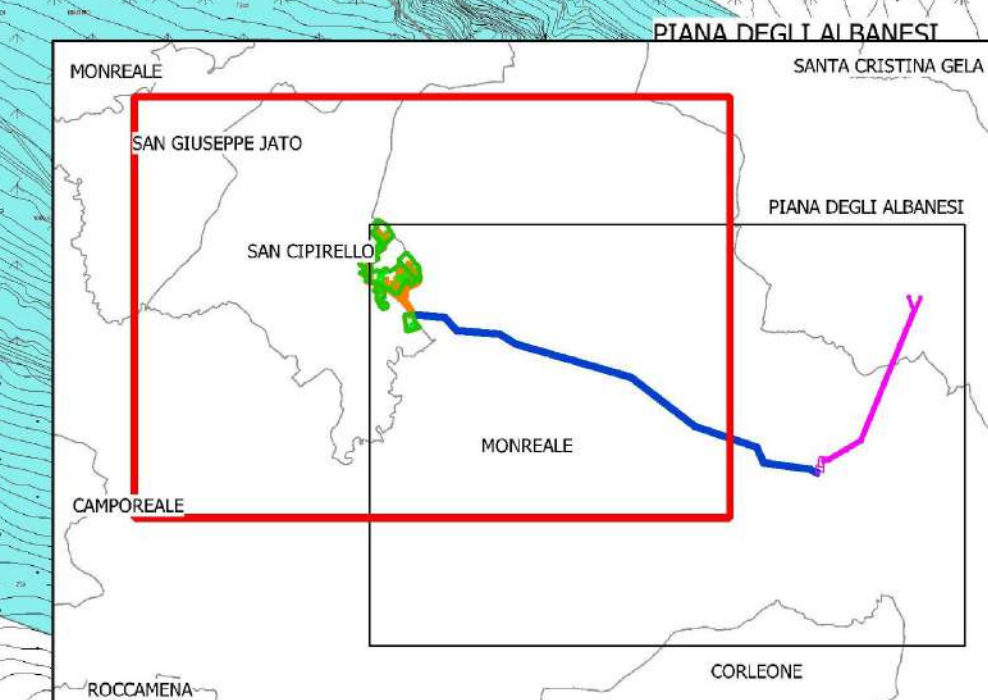 PIANA DEGLI ALBANESI
SANTA CRISTINA GELA
MONREALE
SAN GIUSEPPE JATO
PIANA DEGLI ALBANESI
SAN CIPIRELLO
MONREALE
CAMPOREALE
CORLEONE
ROCCAMENA